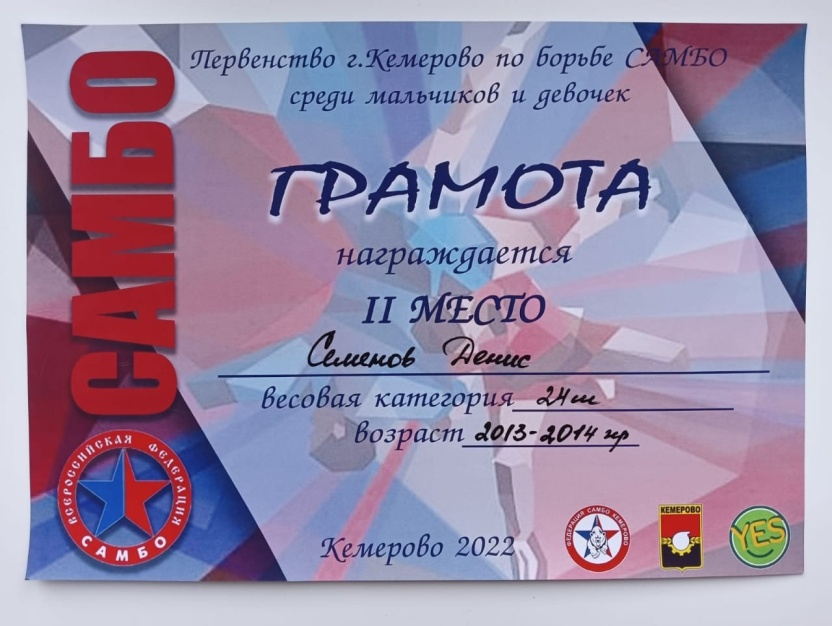 САМБО
Первенство г.Кемерово по борьбе САМБО
среди мальчиков и девочек
ГРАМОТА
награждается
II МЕСТО
Семенов Денис
весовая категория 24кг
возраст 2013-2014 гр
Кемерово 2022
ВСЕРОССИЙСКАЯ ФЕДЕРАЦИЯ
САМБО
ФЕДЕРАЦИЯ САМБО КЕМЕРОВО
КЕМЕРОВО
YES